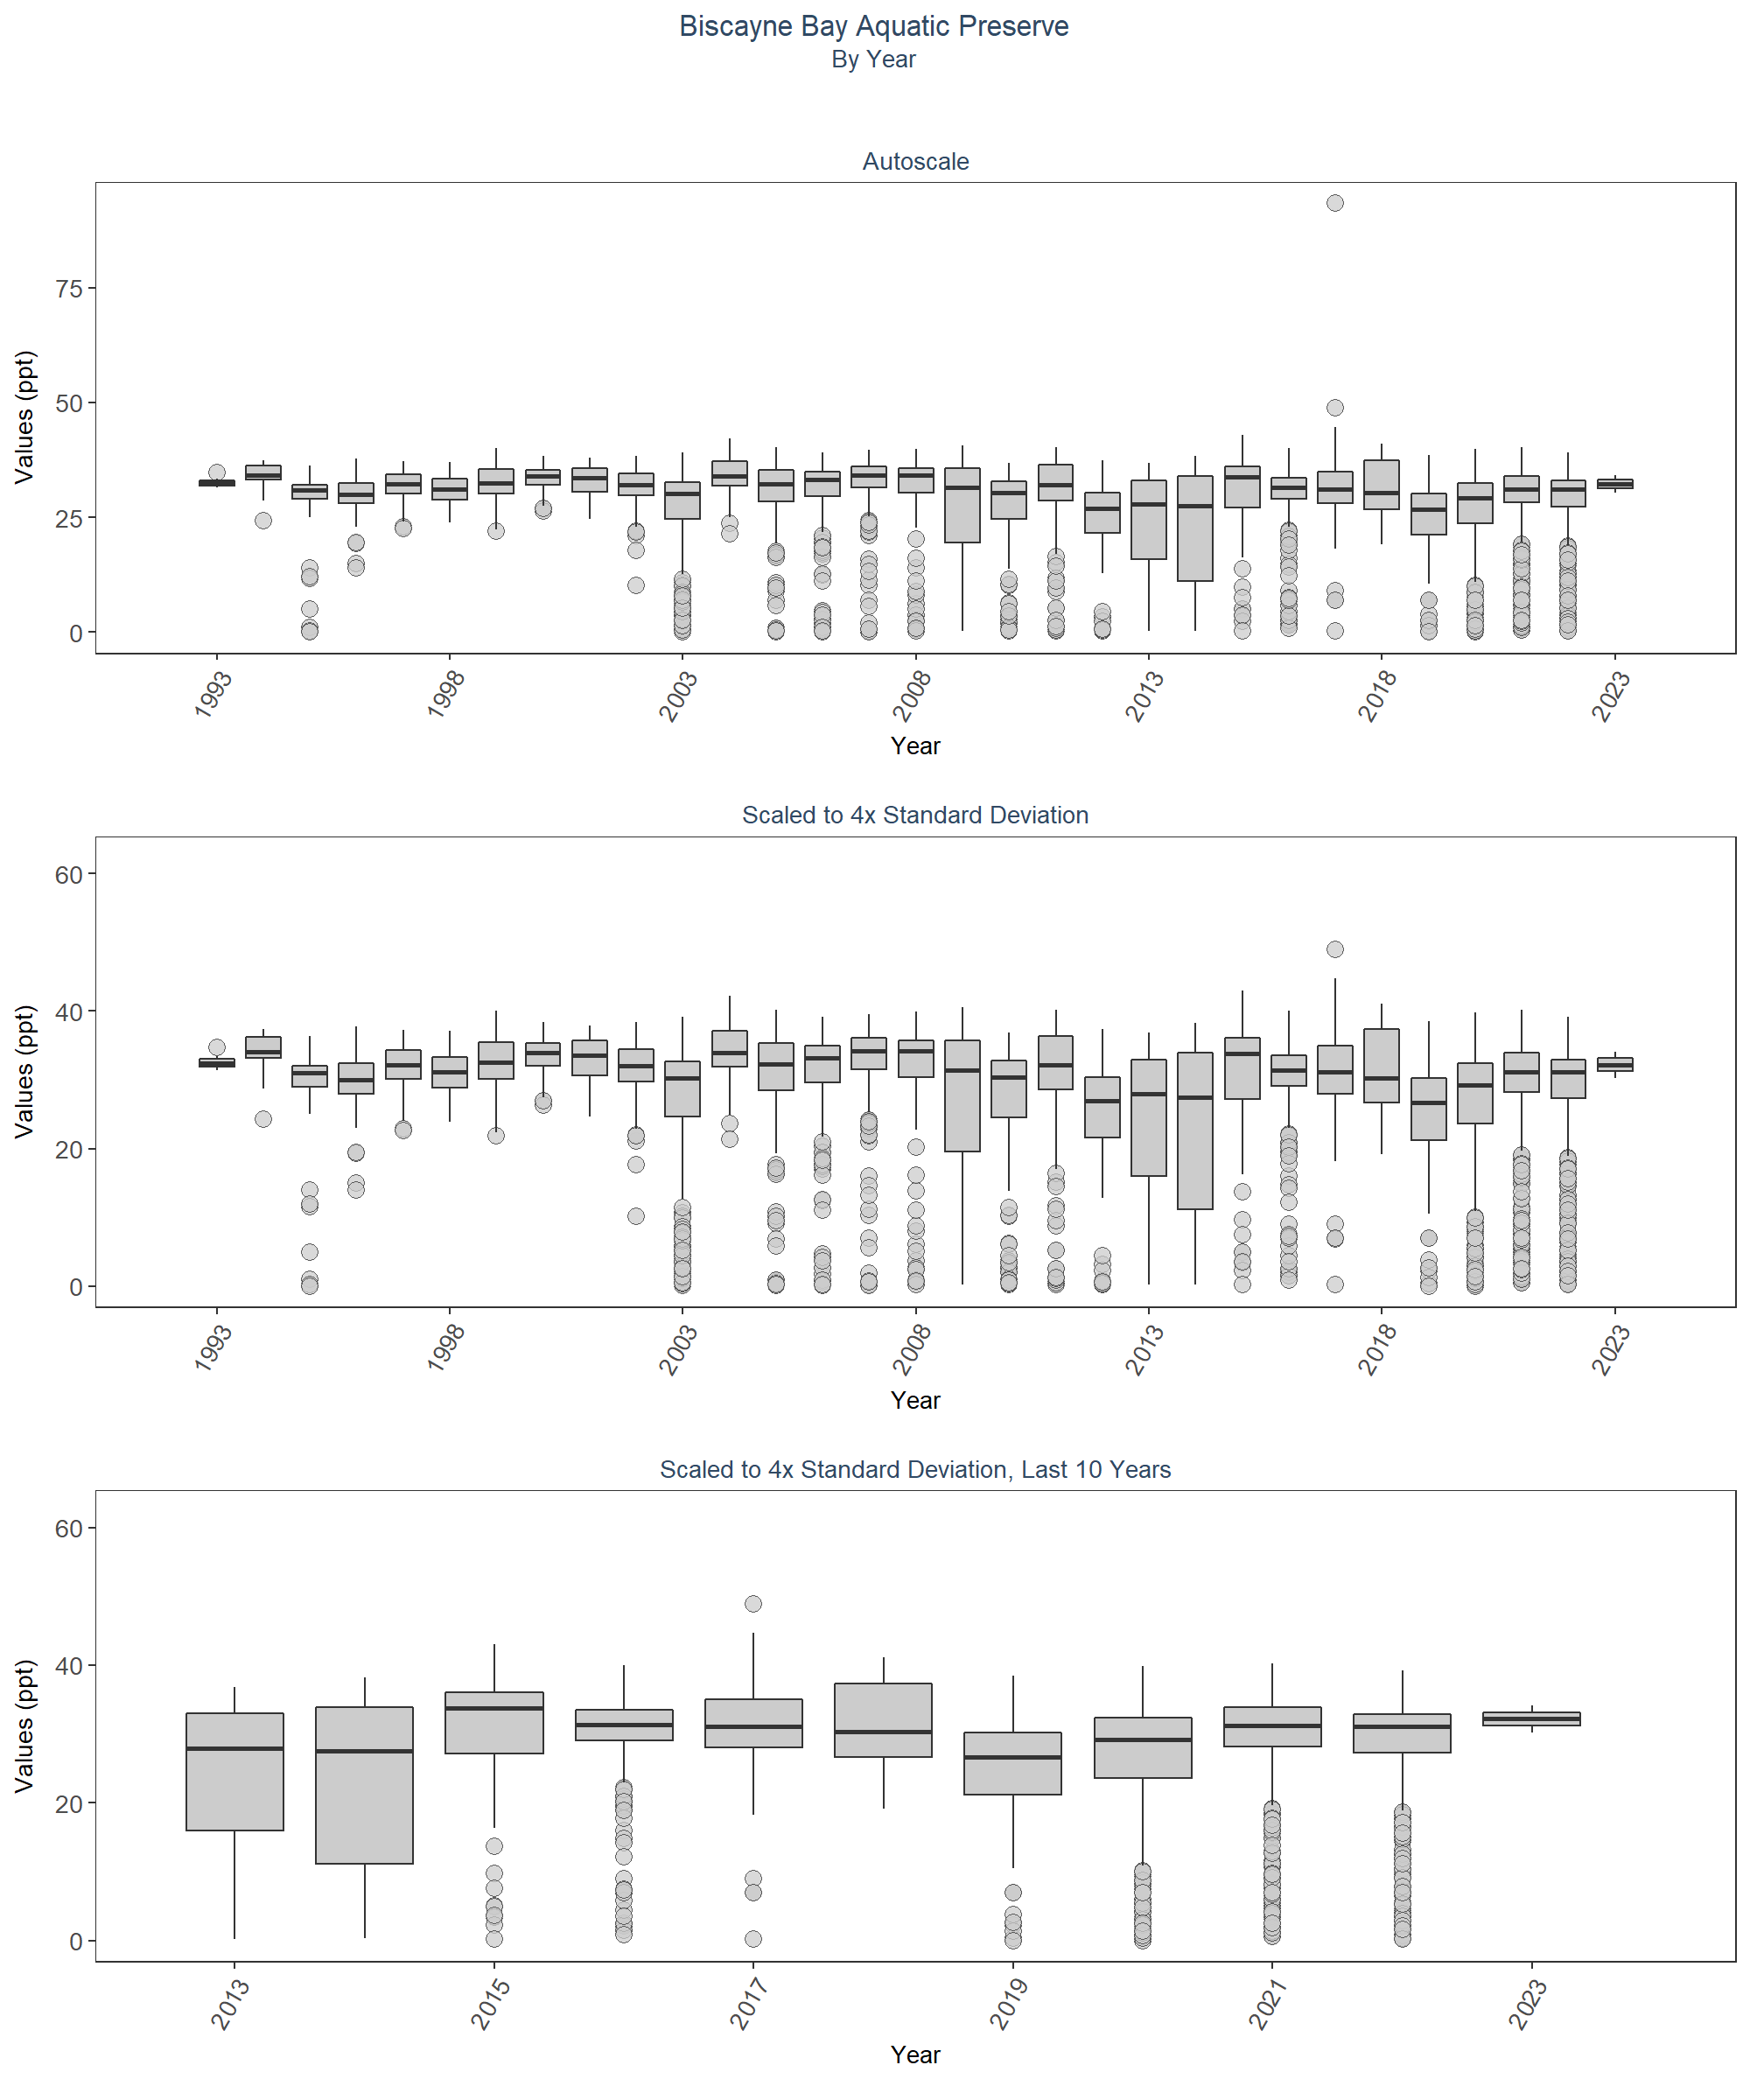 Biscayne Bay Aquatic Preserve
By Year
Autoscale
Values (ppt)
75
50
25
0
1993 1998 2003 2008 2013 2018 2023
Year
Scaled to 4x Standard Deviation
Values (ppt)
60
40
20
0
1993 1998 2003 2008 2013 2018 2023
Year
Scaled to 4x Standard Deviation, Last 10 Years
Values (ppt)
60
40
20
0
2013 2015 2017 2019 2021 2023
Year